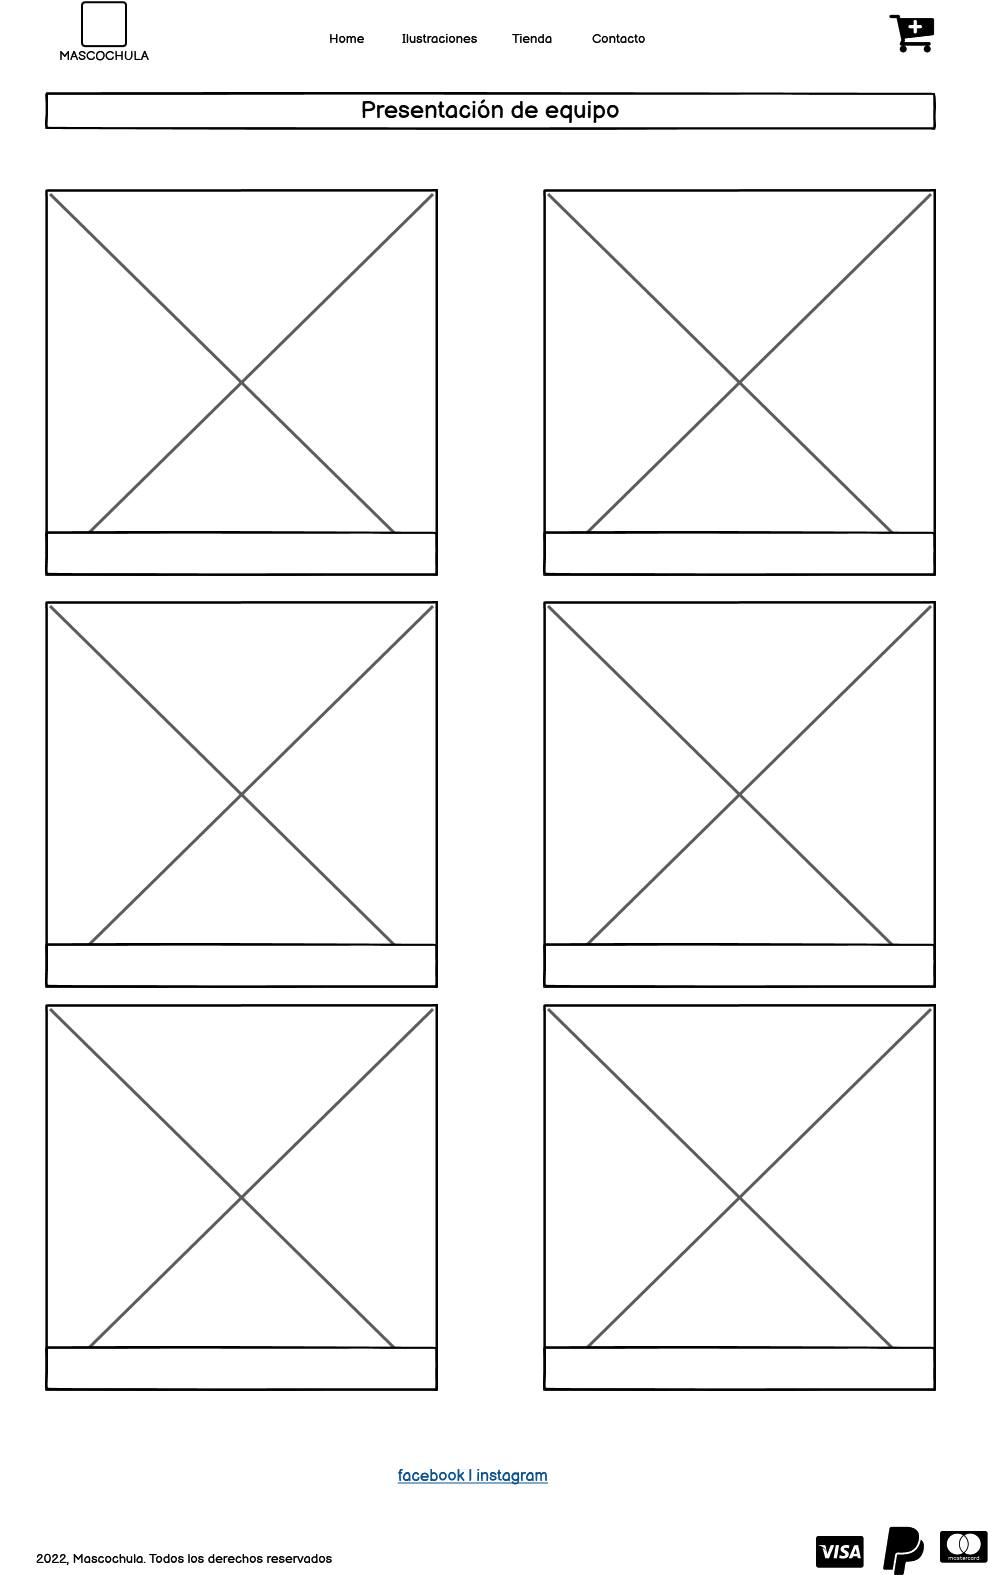 MASCOCHULA
Home Ilustraciones Tienda Contacto
Presentación de equipo
facebook | instagram
2022, Mascochula. Todos los derechos reservados
VISA
mastercard